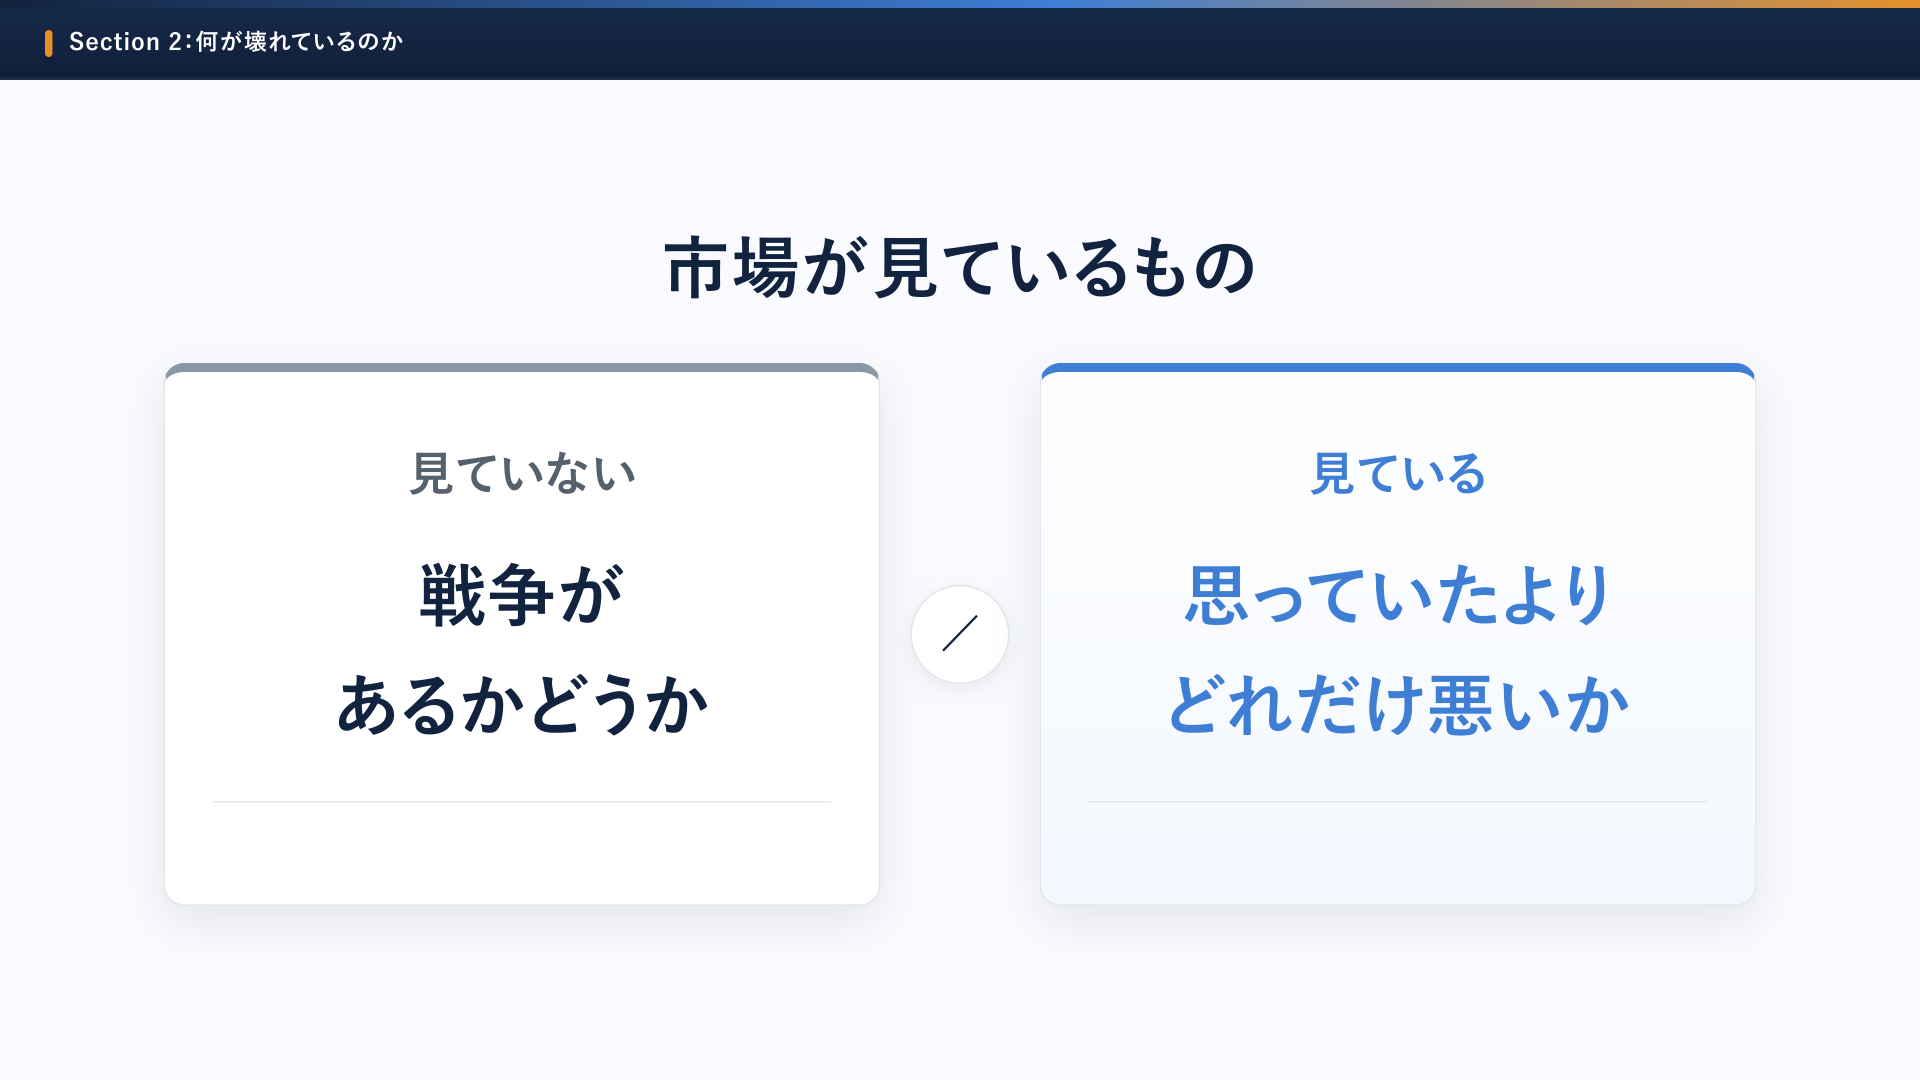 Section 2：何が壊れているのか
市場が見ているもの
見ていない
戦争が
あるかどうか
／
見ている
思っていたより
どれだけ悪いか